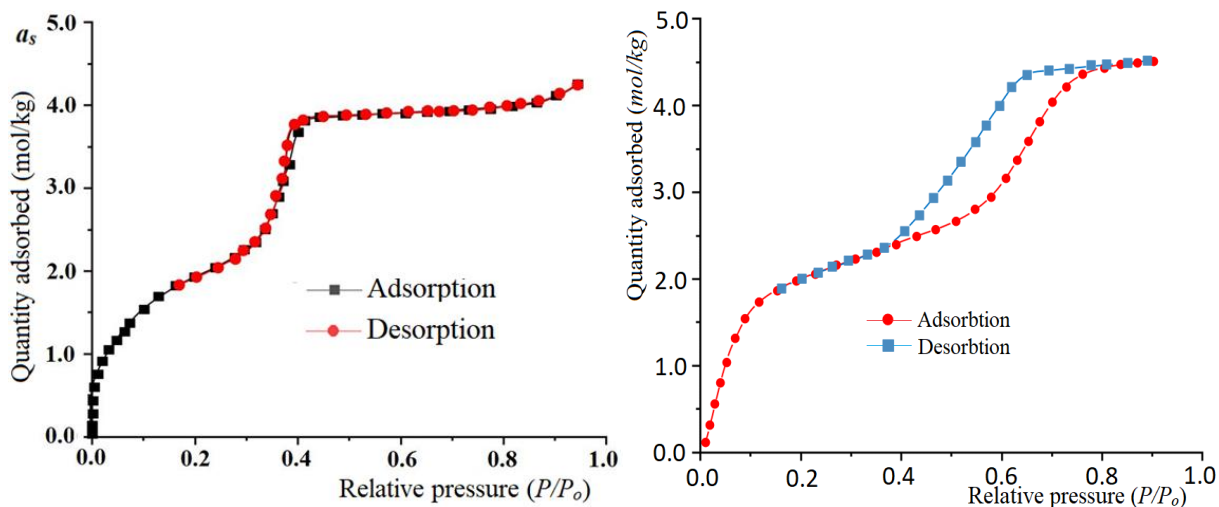 a_s
5.0
4.0
3.0
2.0
1.0
0.0
Quantity adsorbed (mol/kg)
Adsorption
Desorption
0.0 0.2 0.4 0.6 0.8 1.0
Relative pressure (P/P_o)
5.0
4.0
3.0
2.0
1.0
0.0
Quantity adsorbed (mol/kg)
Adsorbtion
Desorbtion
0.0 0.2 0.4 0.6 0.8 1.0
Relative pressure (P/P_o)